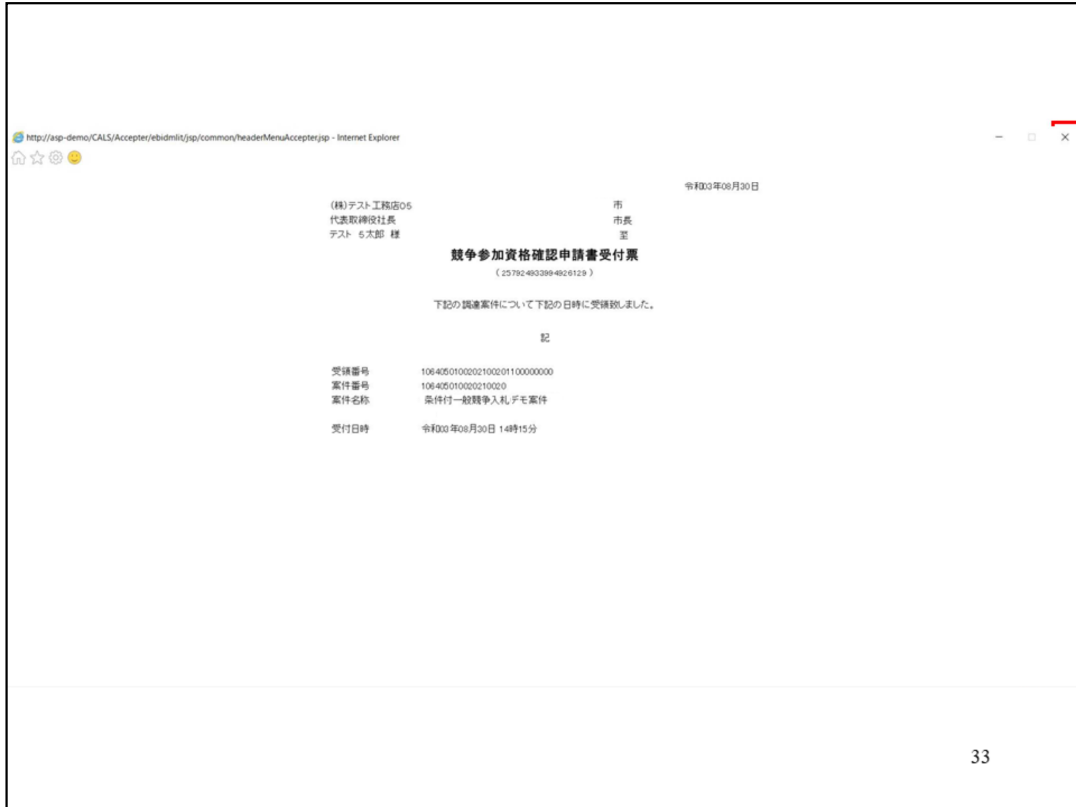 http://asp-demo/CALS/Accepter/ebidmlit/jsp/common/headerMenuAccepter.jsp - Internet Explorer
令和03年08月30日
(株)テスト工務店05 市
代表取締役社長 市長
テスト 5太郎 様 至
競争参加資格確認申請書受付票
(257924933994926129)
下記の調達案件について下記の日時に受領致しました。
記
受領番号 1064050100202100201100000000
案件番号 106405010020210020
案件名称 条件付一般競争入札デモ案件
受付日時 令和03年08月30日 14時15分
33